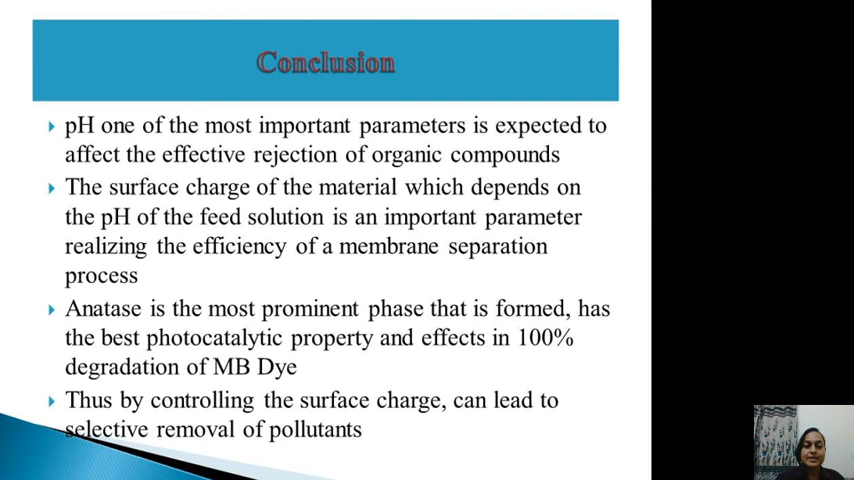 Conclusion
pH one of the most important parameters is expected to
affect the effective rejection of organic compounds
The surface charge of the material which depends on
the pH of the feed solution is an important parameter
realizing the efficiency of a membrane separation
process
Anatase is the most prominent phase that is formed, has
the best photocatalytic property and effects in 100%
degradation of MB Dye
Thus by controlling the surface charge, can lead to
selective removal of pollutants